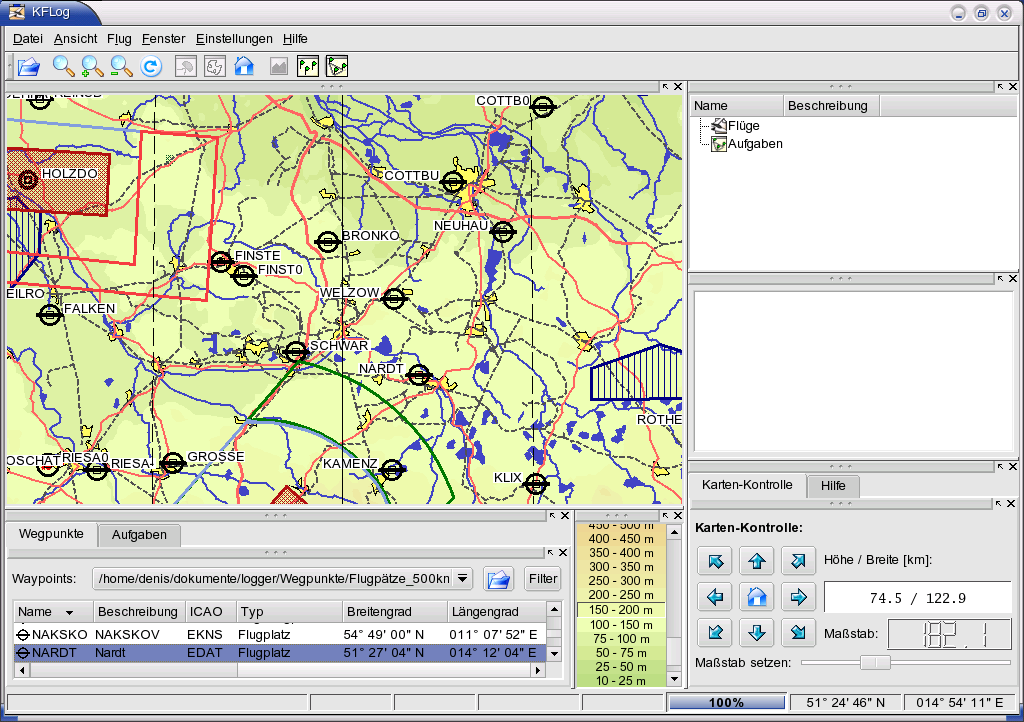 KFLog
Datei Ansicht Flug Fenster Einstellungen Hilfe
COTTB0
HOLZDO
COTTBU
NEUHAU
BRONKO
FINSTE
FINST0
WELZOW
EILRO
FALKEN
SCHWAR
NARDT
ROTHE
OSCHAT
RIESA0
RIESA
GROSSE
KAMENZ
KLIX
Name Beschreibung
Flüge
Aufgaben
Wegpunkte Aufgaben
Waypoints: /home/denis/dokumente/logger/Wegpunkte/Flugpätze_500kn Filter
Name Beschreibung ICAO Typ Breitengrad Längengrad
NAKSKO NAKSKOV EKNS Flugplatz 54° 49' 00" N 011° 07' 52" E
NARDT Nardt EDAT Flugplatz 51° 27' 04" N 014° 12' 04" E
450 - 500 m
400 - 450 m
350 - 400 m
300 - 350 m
250 - 300 m
200 - 250 m
150 - 200 m
100 - 150 m
75 - 100 m
50 - 75 m
25 - 50 m
10 - 25 m
Karten-Kontrolle Hilfe
Karten-Kontrolle:
Höhe / Breite [km]:
74.5 / 122.9
Maßstab: 182.1
Maßstab setzen:
100% 51° 24' 46" N 014° 54' 11" E